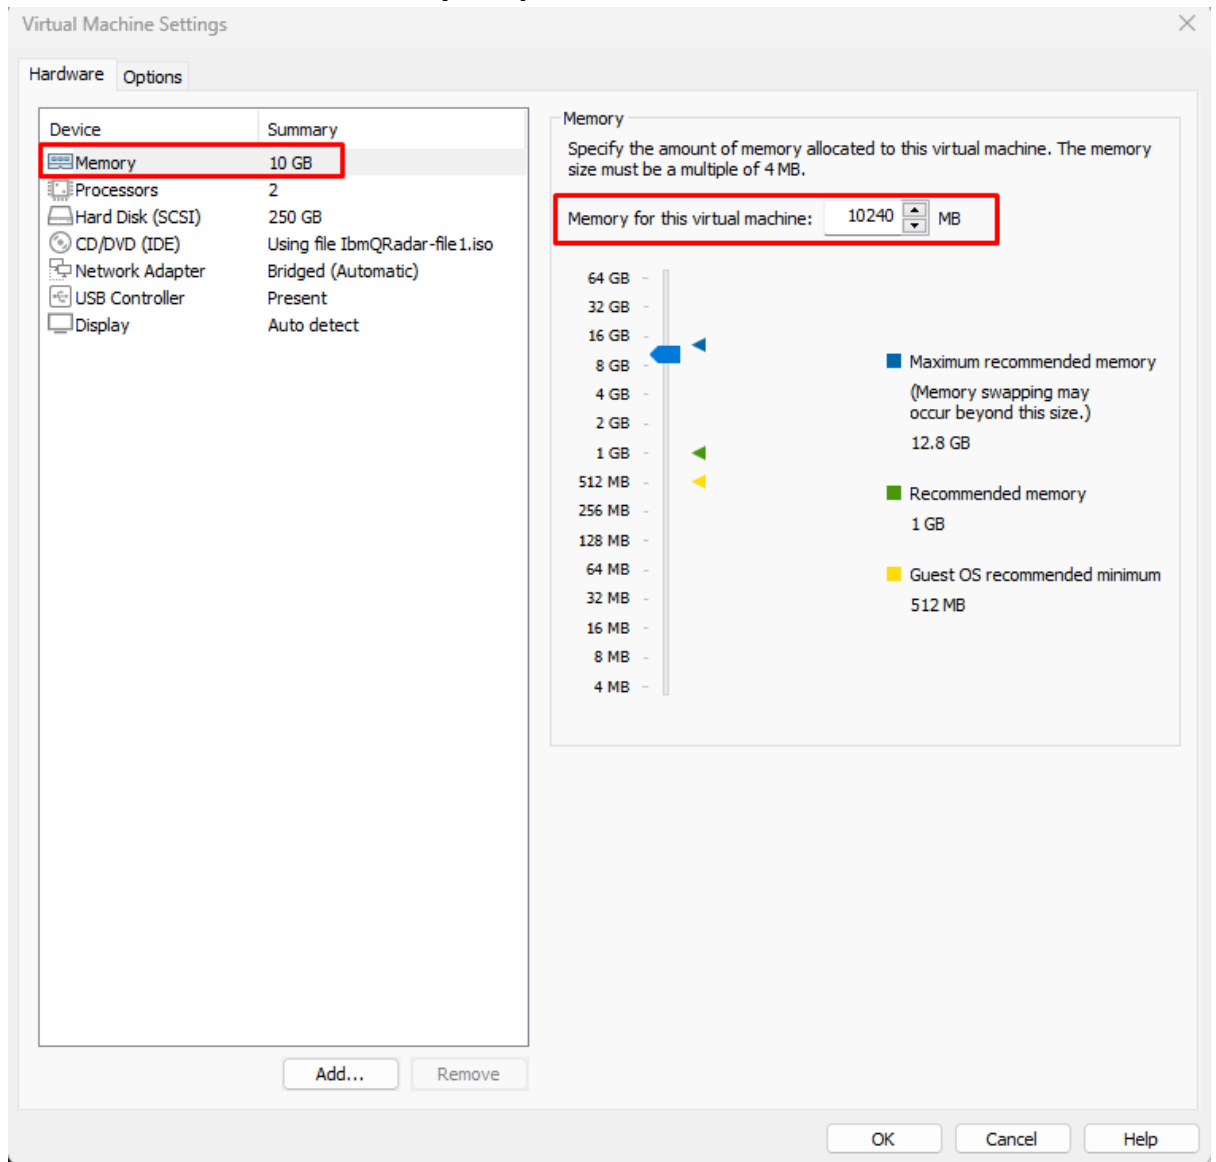 Virtual Machine Settings
Hardware Options
Device Summary
Memory 10 GB
Processors 2
Hard Disk (SCSI) 250 GB
CD/DVD (IDE) Using file IbmQRadar-file1.iso
Network Adapter Bridged (Automatic)
USB Controller Present
Display Auto detect
Add... Remove
Memory
Specify the amount of memory allocated to this virtual machine. The memory
size must be a multiple of 4 MB.
Memory for this virtual machine: 10240 MB
64 GB
32 GB
16 GB
8 GB
4 GB
2 GB
1 GB
512 MB
256 MB
128 MB
64 MB
32 MB
16 MB
8 MB
4 MB
Maximum recommended memory
(Memory swapping may
occur beyond this size.)
12.8 GB
Recommended memory
1 GB
Guest OS recommended minimum
512 MB
OK Cancel Help